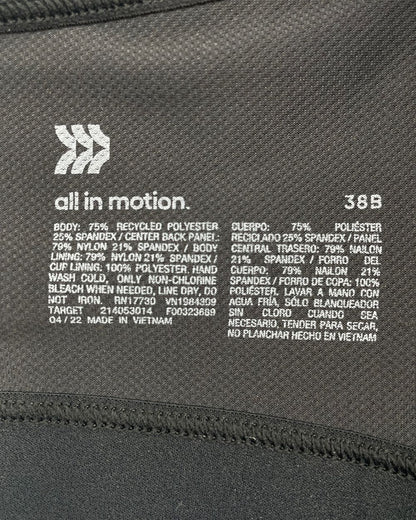 all in motion.
38B
BODY: 75% RECYCLED POLYESTER
25% SPANDEX / CENTER BACK PANEL:
79% NYLON 21% SPANDEX / BODY
LINING: 79% NYLON 21% SPANDEX /
CUP LINING: 100% POLYESTER. HAND
WASH COLD, ONLY NON-CHLORINE
BLEACH WHEN NEEDED, LINE DRY, DO
NOT IRON. RN17730 VN1984309
TARGET 216053014 F00323669
04 / 22 MADE IN VIETNAM
CUERPO: 75% POLIÉSTER
RECICLADO 25% SPANDEX / PANEL
CENTRAL TRASERO: 79% NAILON
21% SPANDEX / FORRO DEL
CUERPO: 79% NAILON 21%
SPANDEX / FORRO DE COPA: 100%
POLIÉSTER. LAVAR A MANO CON
AGUA FRÍA, SÓLO BLANQUEADOR
SIN CLORO CUANDO SEA
NECESARIO, TENDER PARA SECAR,
NO PLANCHAR HECHO EN VIETNAM